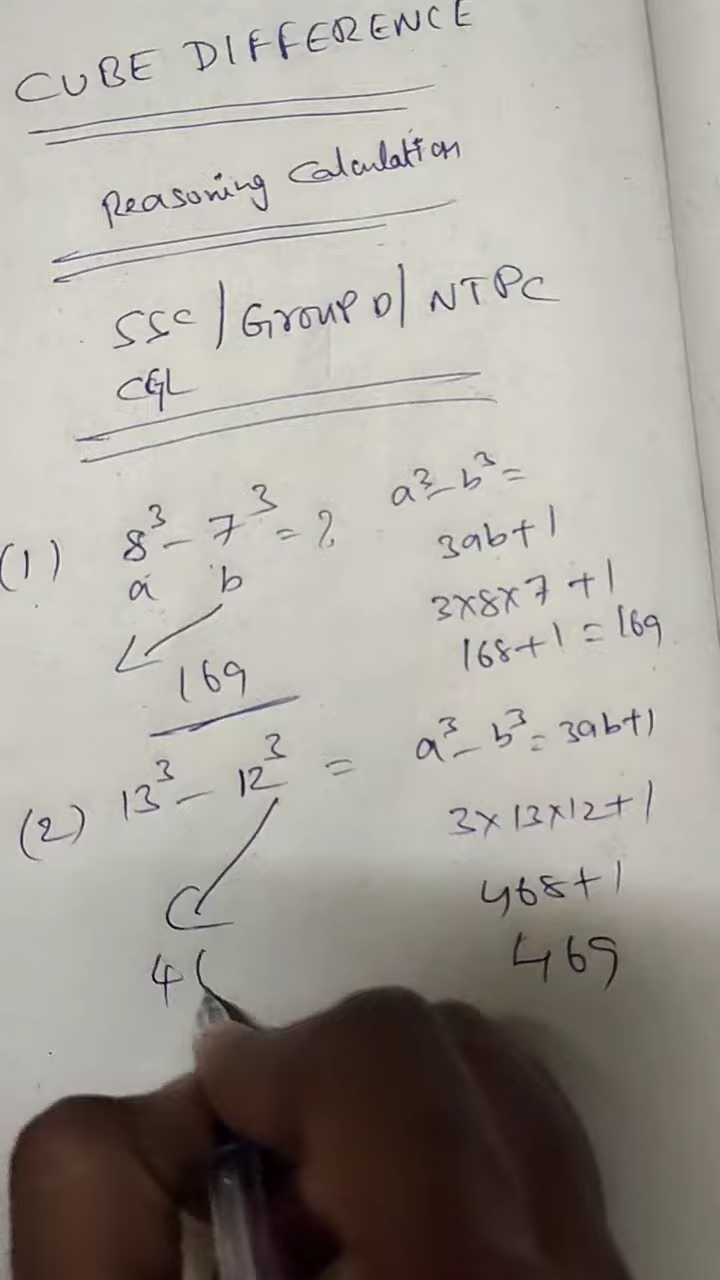 CUBE DIFFERENCE
Reasoning Calculation
SSC / Group D / NTPC
CGL
(1) 8³ - 7³ = ?
a b
169
a³ - b³ =
3ab + 1
3×8×7 + 1
168 + 1 = 169
(2) 13³ - 12³ =
a³ - b³ = 3ab + 1
3×13×12 + 1
468 + 1
469
4